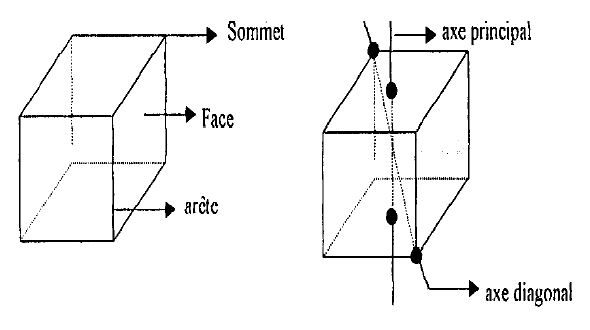 Sommet
Face
arête
axe principal
axe diagonal